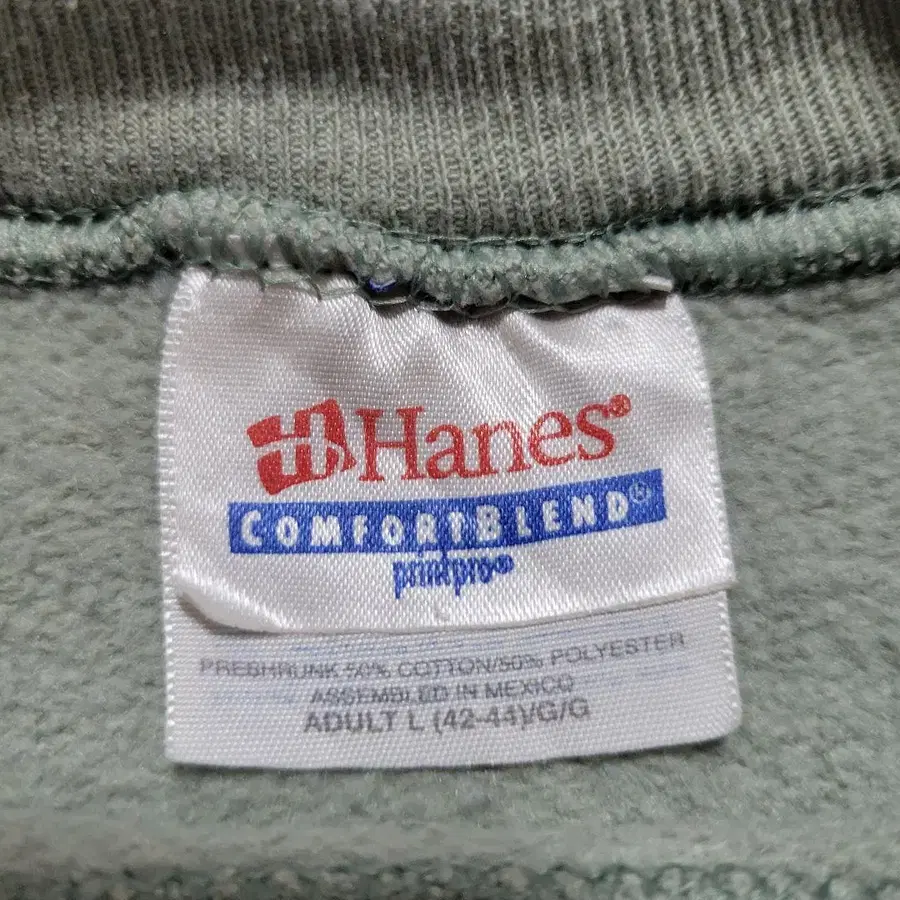 Hanes®
COMFORTBLEND®
printpro®
PRESHRUNK 50% COTTON/50% POLYESTER
ASSEMBLED IN MEXICO
ADULT L (42-44)/G/G